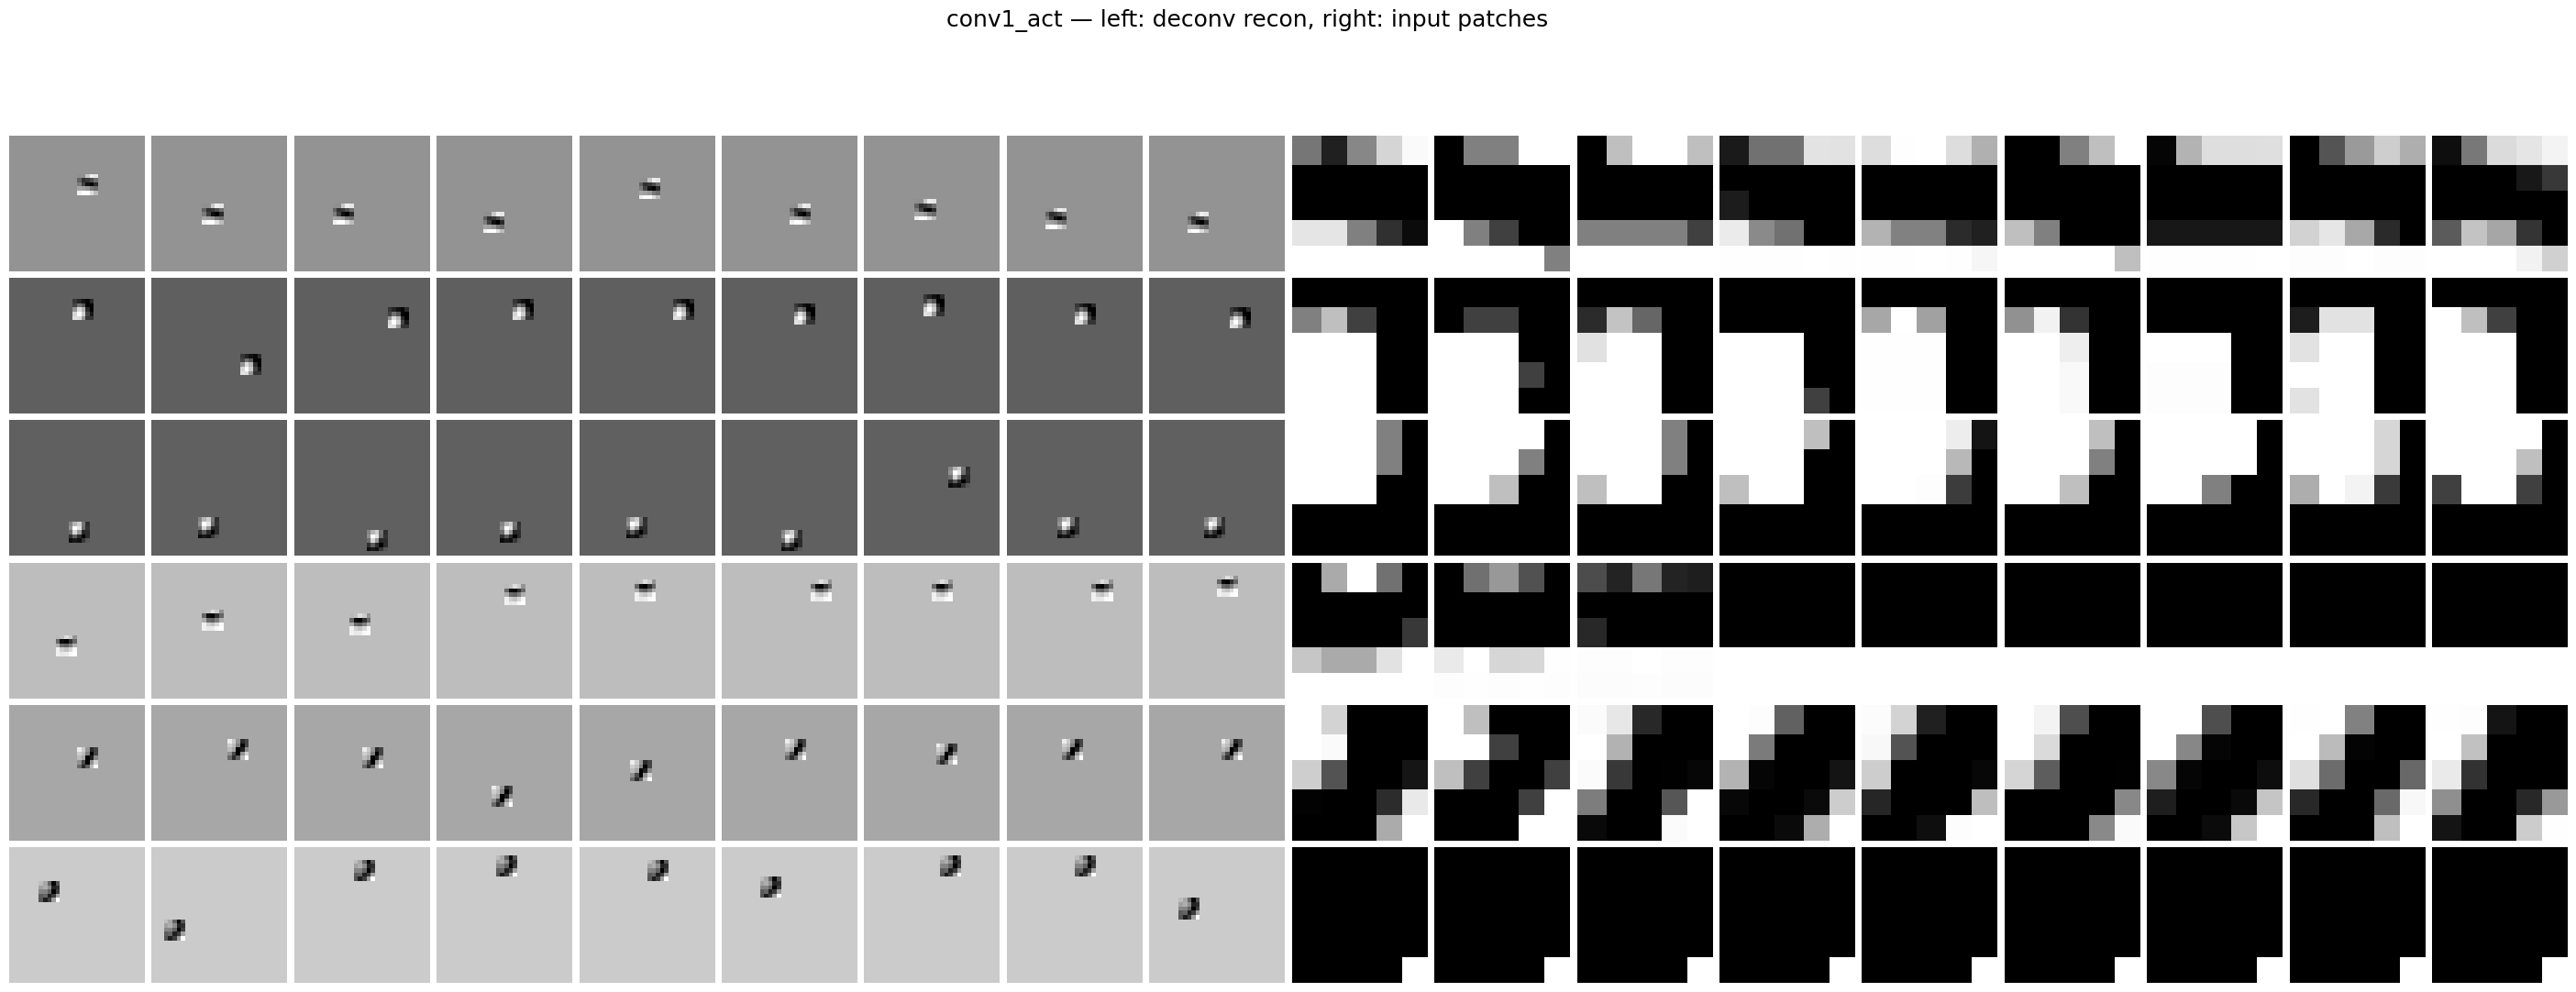 conv1_act — left: deconv recon, right: input patches